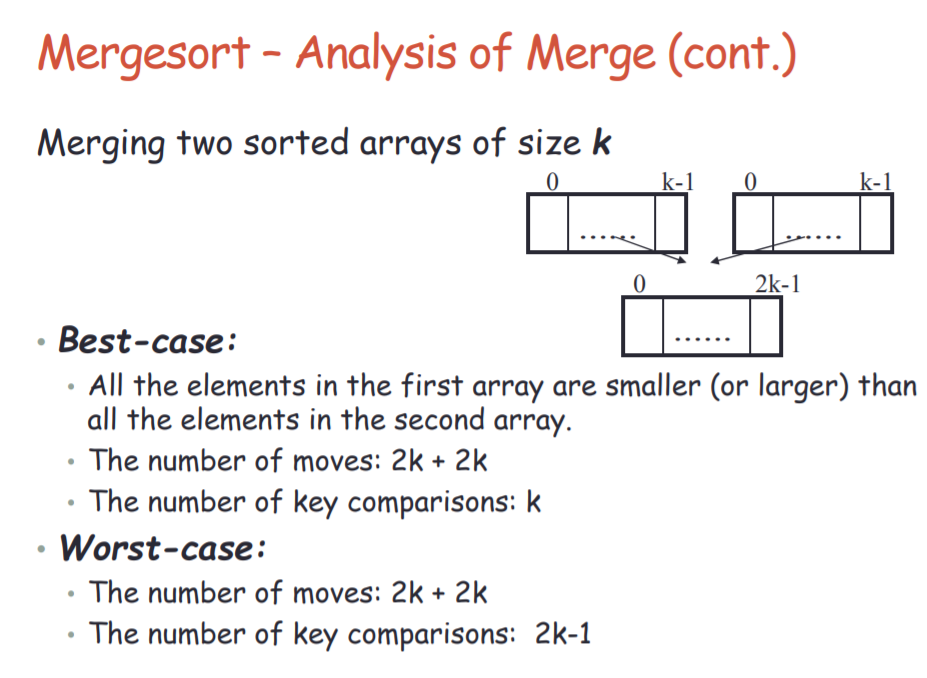 Mergesort – Analysis of Merge (cont.)
Merging two sorted arrays of size k
0 k-1 0 k-1
...... ......
0 2k-1
......
• Best-case:
• All the elements in the first array are smaller (or larger) than
all the elements in the second array.
• The number of moves: 2k + 2k
• The number of key comparisons: k
• Worst-case:
• The number of moves: 2k + 2k
• The number of key comparisons: 2k-1